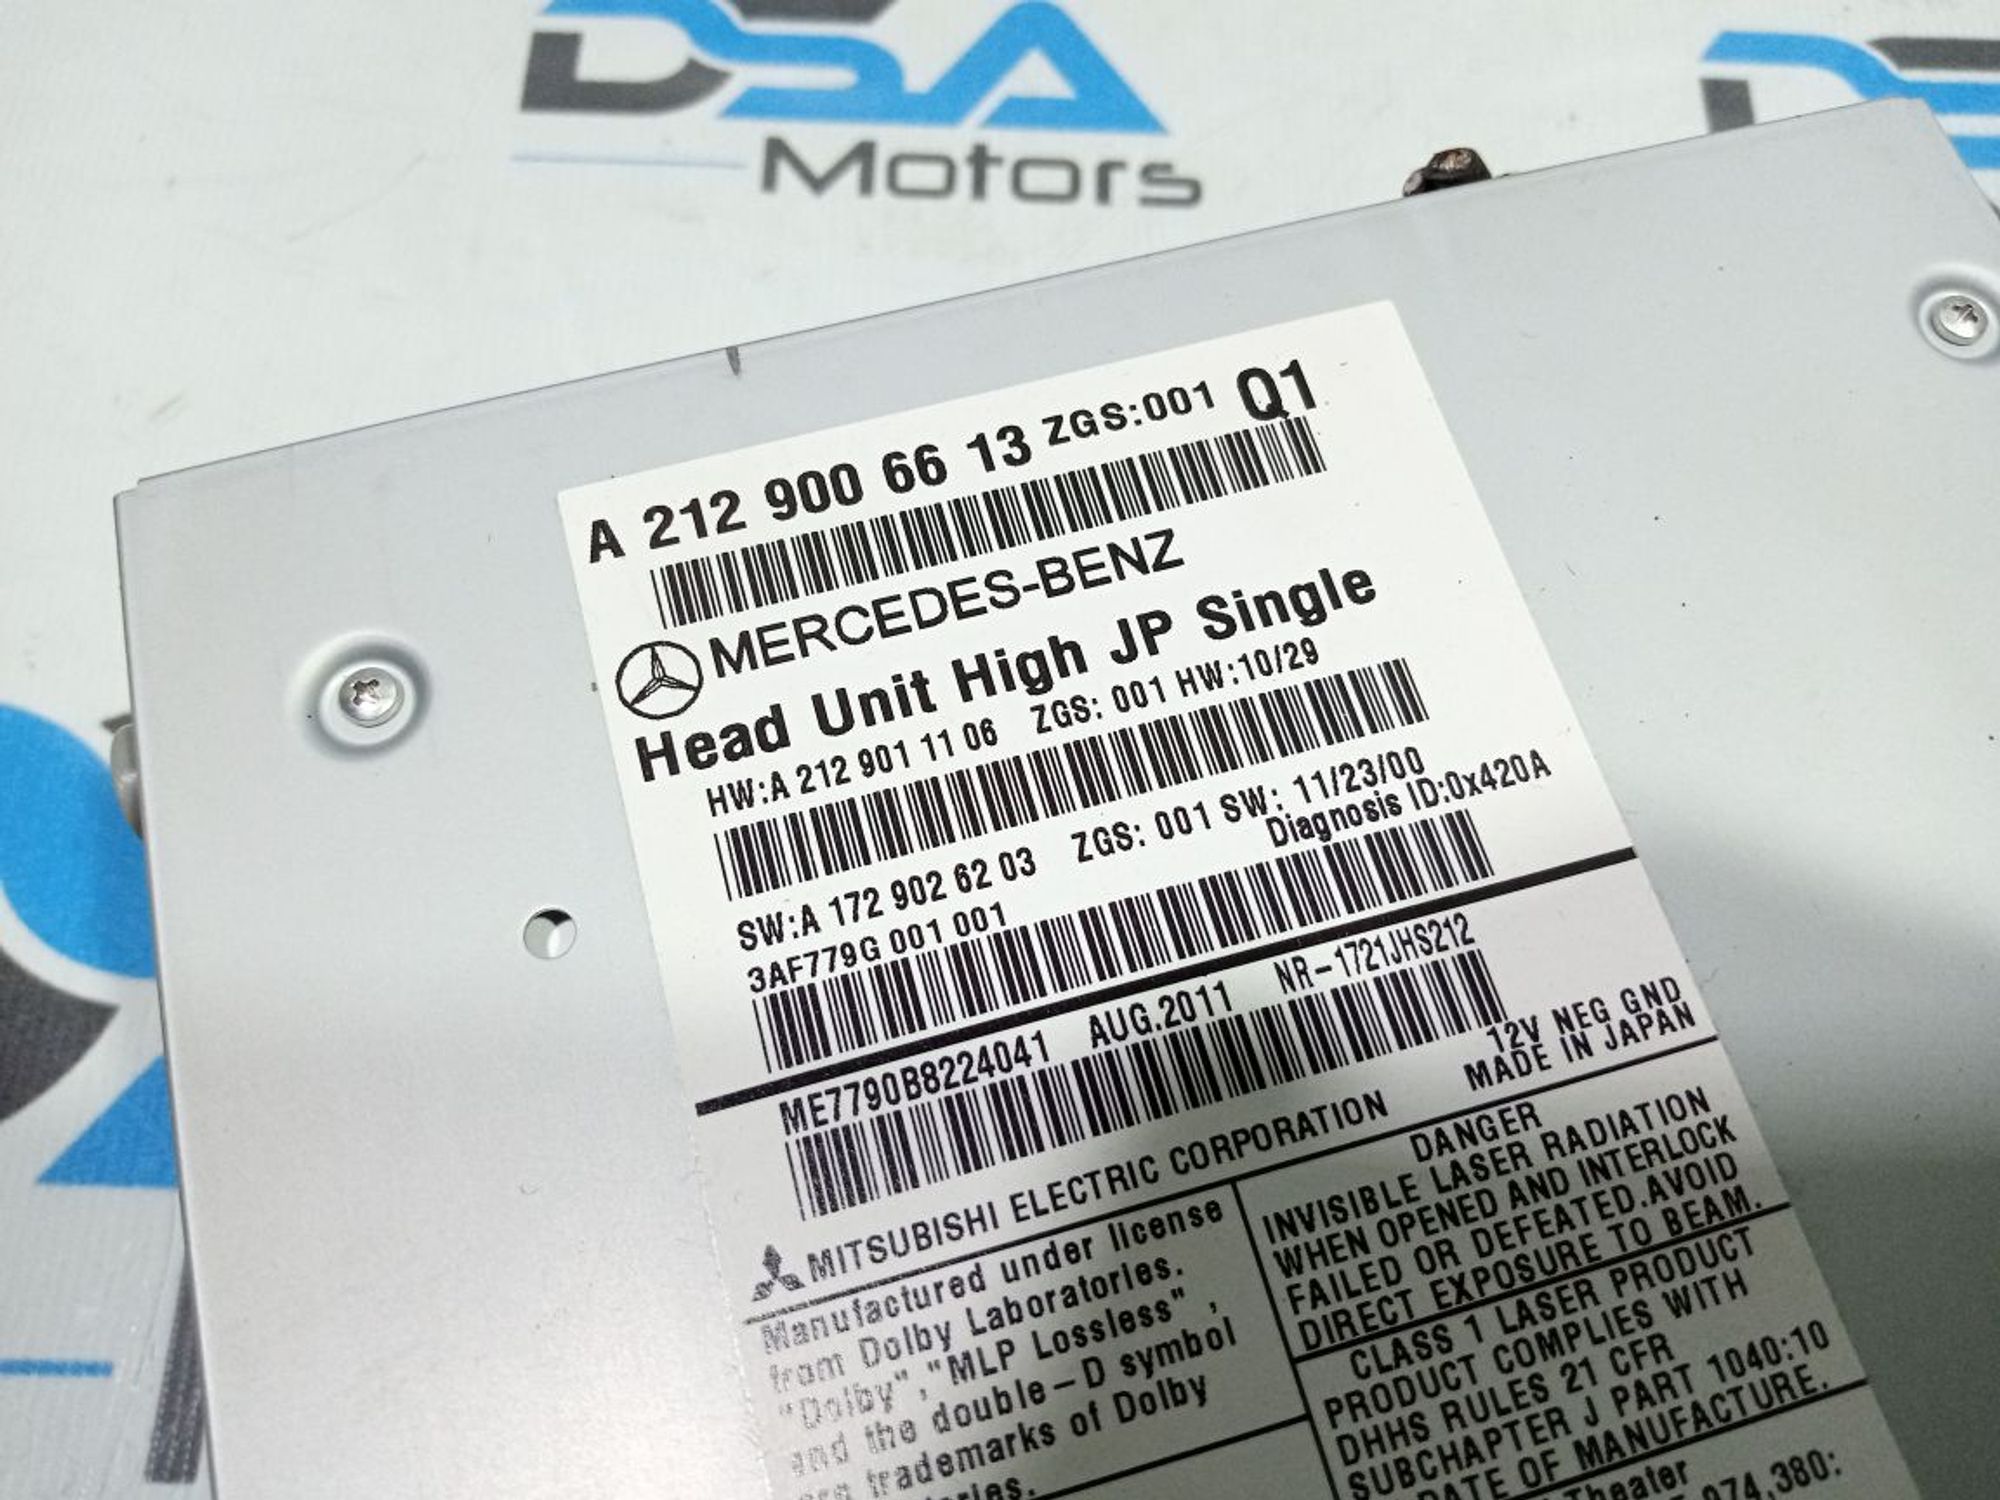 DSA
Motors
A 212 900 66 13 ZGS:001 Q1
MERCEDES-BENZ
Head Unit High JP Single
HW:A 212 901 11 06 ZGS: 001 HW:10/29
SW:A 172 902 62 03 ZGS: 001 SW: 11/23/00
3AF779G 001 001 Diagnosis ID:0x420A
ME7790B8224041 AUG.2011 NR-1721JHS212
12V NEG GND
MADE IN JAPAN
MITSUBISHI ELECTRIC CORPORATION
Manufactured under license
from Dolby Laboratories.
"Dolby","MLP Lossless",
and the double-D symbol
are trademarks of Dolby
DANGER
INVISIBLE LASER RADIATION
WHEN OPENED AND INTERLOCK
FAILED OR DEFEATED.AVOID
DIRECT EXPOSURE TO BEAM.
CLASS 1 LASER PRODUCT
PRODUCT COMPLIES WITH
DHHS RULES 21 CFR
SUBCHAPTER J PART 1040:10
DATE OF MANUFACTURE.
Theater
074,380: